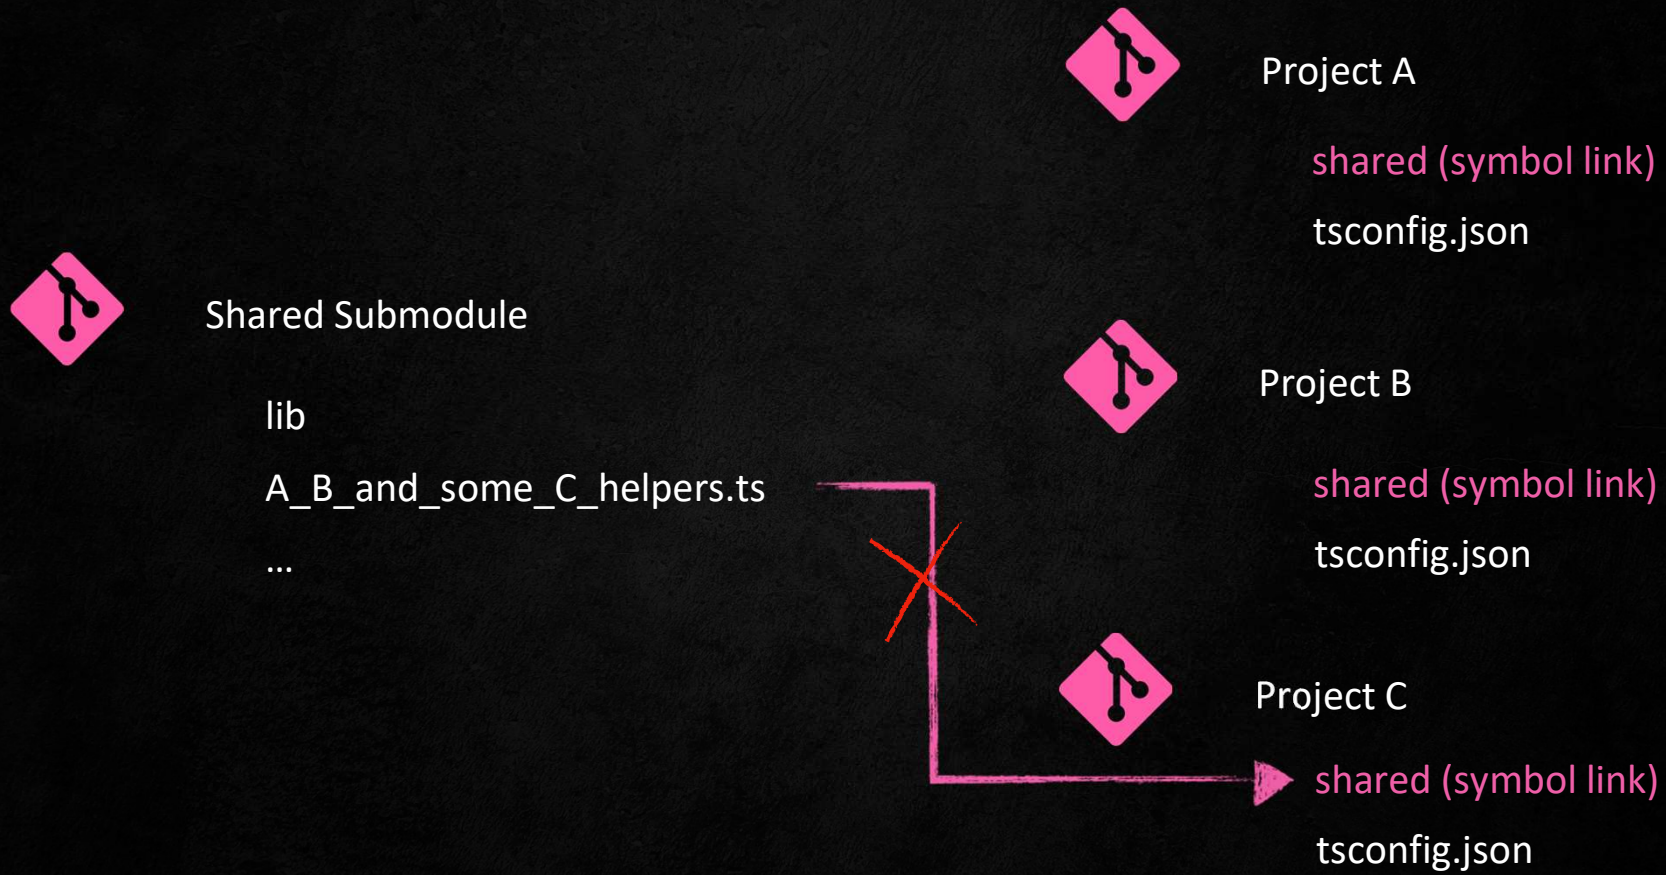 Shared Submodule
lib
A_B_and_some_C_helpers.ts
...
Project A
shared (symbol link)
tsconfig.json
Project B
shared (symbol link)
tsconfig.json
Project C
shared (symbol link)
tsconfig.json